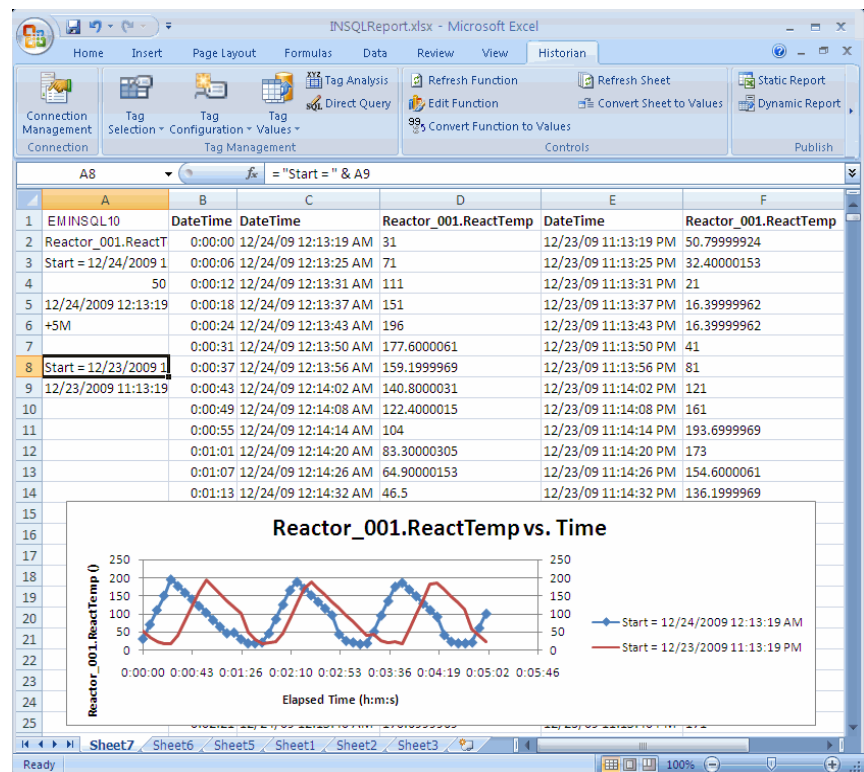 INSQLReport.xlsx - Microsoft Excel
Home Insert Page Layout Formulas Data Review View Historian
Connection Management
Tag Selection
Tag Configuration
Tag Values
XYZ Tag Analysis
SQL Direct Query
Refresh Function
Edit Function
Convert Function to Values
Refresh Sheet
Convert Sheet to Values
Static Report
Dynamic Report
Connection Tag Management Controls Publish
A8 fx ="Start = " & A9
A B C D E F
1 EMINSQL10 DateTime DateTime Reactor_001.ReactTemp DateTime Reactor_001.ReactTemp
2 Reactor_001.ReactT 0:00:00 12/24/09 12:13:19 AM 31 12/23/09 11:13:19 PM 50.79999924
3 Start = 12/24/2009 1 0:00:06 12/24/09 12:13:25 AM 71 12/23/09 11:13:25 PM 32.40000153
4 50 0:00:12 12/24/09 12:13:31 AM 111 12/23/09 11:13:31 PM 21
5 12/24/2009 12:13:19 0:00:18 12/24/09 12:13:37 AM 151 12/23/09 11:13:37 PM 16.39999962
6 +5M 0:00:24 12/24/09 12:13:43 AM 196 12/23/09 11:13:43 PM 16.39999962
7 0:00:31 12/24/09 12:13:50 AM 177.6000061 12/23/09 11:13:50 PM 41
8 Start = 12/23/2009 1 0:00:37 12/24/09 12:13:56 AM 159.1999969 12/23/09 11:13:56 PM 81
9 12/23/2009 11:13:19 0:00:43 12/24/09 12:14:02 AM 140.8000031 12/23/09 11:14:02 PM 121
10 0:00:49 12/24/09 12:14:08 AM 122.4000015 12/23/09 11:14:08 PM 161
11 0:00:55 12/24/09 12:14:14 AM 104 12/23/09 11:14:14 PM 193.6999969
12 0:01:01 12/24/09 12:14:20 AM 83.30000305 12/23/09 11:14:20 PM 173
13 0:01:07 12/24/09 12:14:26 AM 64.90000153 12/23/09 11:14:26 PM 154.6000061
14 0:01:13 12/24/09 12:14:32 AM 46.5 12/23/09 11:14:32 PM 136.1999969
15
16
17
18
19
20
21
22
23
24
25
Reactor_001.ReactTemp vs. Time
Reactor_001.ReactTemp ()
250 250
200 200
150 150
100 100
50 50
0 0
0:00:00 0:00:43 0:01:26 0:02:10 0:02:53 0:03:36 0:04:19 0:05:02 0:05:46
Elapsed Time (h:m:s)
Start = 12/24/2009 12:13:19 AM
Start = 12/23/2009 11:13:19 PM
Sheet7 Sheet6 Sheet5 Sheet1 Sheet2 Sheet3
Ready 100%